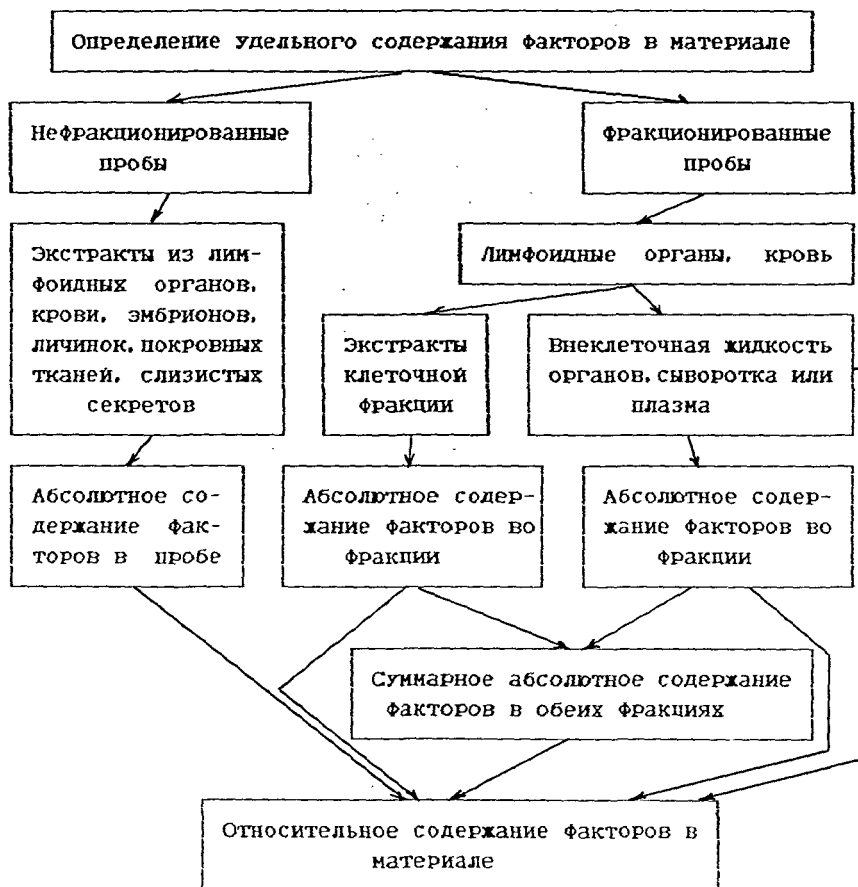 Определение удельного содержания факторов в материале
Нефракционированные
пробы
Фракционированные
пробы
Экстракты из лим-
фоидных органов,
крови, эмбрионов,
личинок, покровных
тканей, слизистых
секретов
Лимфоидные органы, кровь
Экстракты
клеточной
фракции
Внеклеточная жидкость
органов, сыворотка или
плазма
Абсолютное со-
держание фак-
торов в пробе
Абсолютное содер-
жание факторов во
фракции
Абсолютное содер-
жание факторов во
фракции
Суммарное абсолютное содержание
факторов в обеих фракциях
Относительное содержание факторов в
материале